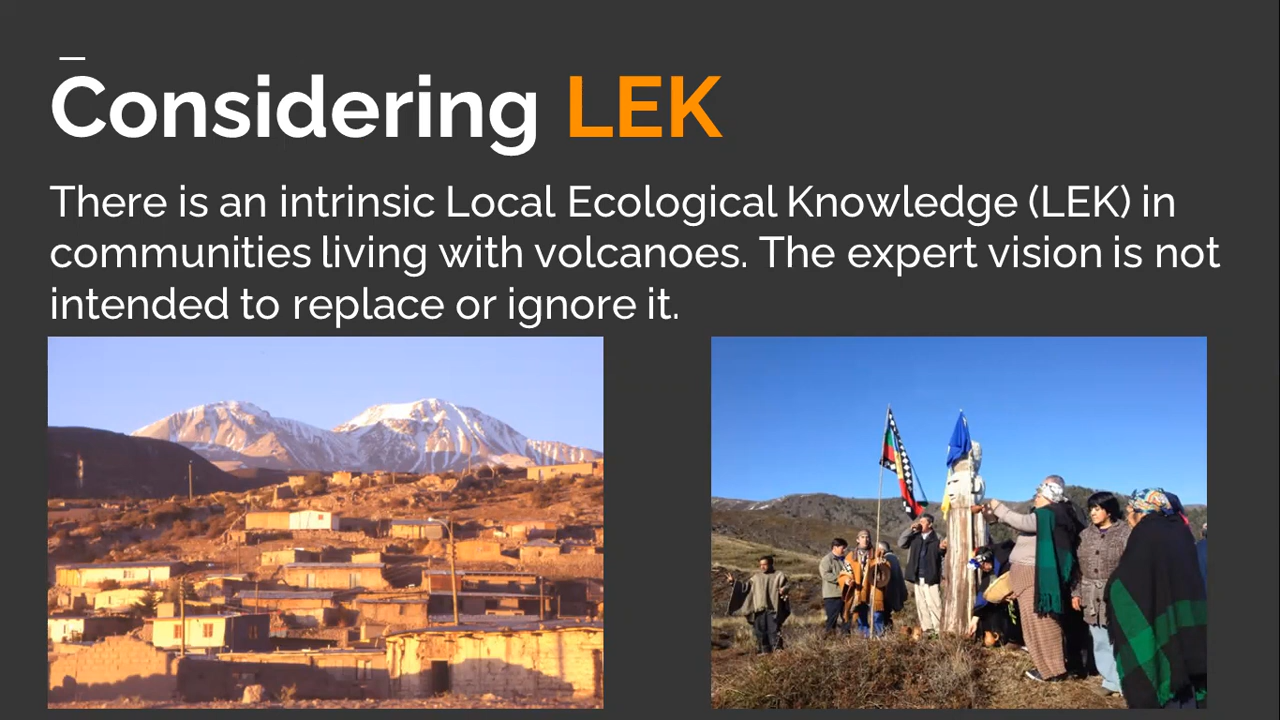 Considering LEK
There is an intrinsic Local Ecological Knowledge (LEK) in
communities living with volcanoes. The expert vision is not
intended to replace or ignore it.